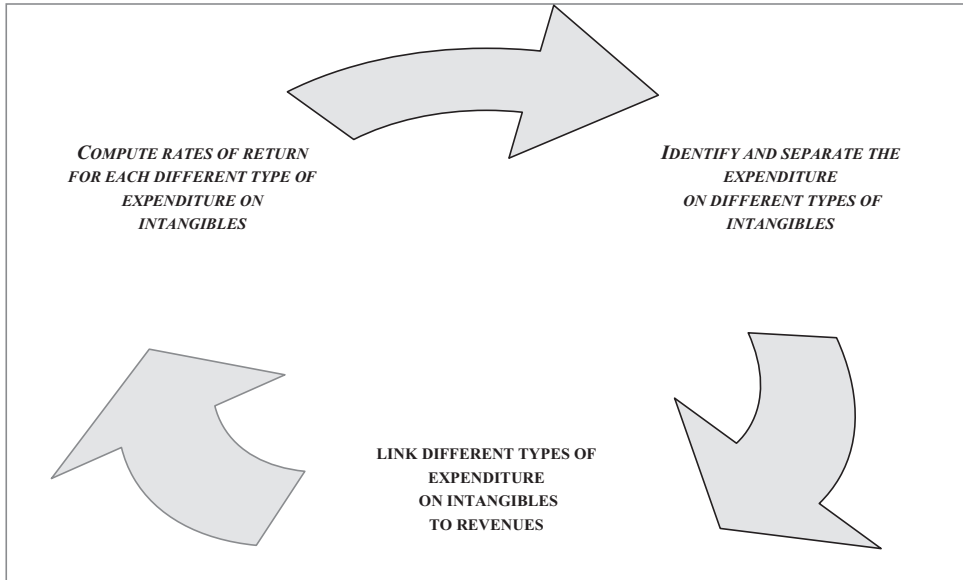 COMPUTE RATES OF RETURN
FOR EACH DIFFERENT TYPE OF
EXPENDITURE ON
INTANGIBLES
IDENTIFY AND SEPARATE THE
EXPENDITURE
ON DIFFERENT TYPES OF
INTANGIBLES
LINK DIFFERENT TYPES OF
EXPENDITURE
ON INTANGIBLES
TO REVENUES